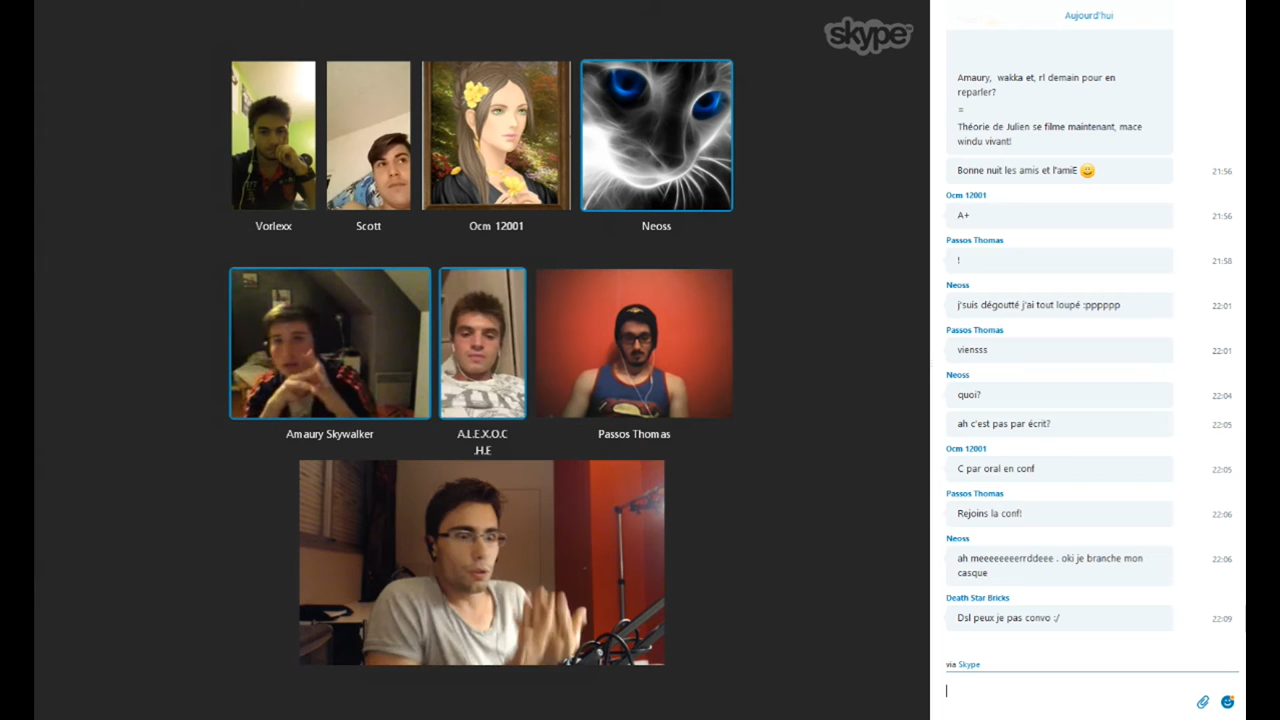 skype
Vorlexx
Scott
Ocm 12001
Neoss
Amaury Skywalker
A.L.E.X.O.C
.H.E
Passos Thomas
Aujourd'hui
Amaury, wakka et, rl demain pour en
reparler?
=
Théorie de Julien se filme maintenant, mace
windu vivant!
Bonne nuit les amis et l'amiE
21:56
Ocm 12001
A+
21:56
Passos Thomas
!
21:58
Neoss
j'suis dégoutté j'ai tout loupé :pppppp
22:01
Passos Thomas
viensss
22:01
Neoss
quoi?
22:04
ah c'est pas par écrit?
22:05
Ocm 12001
C par oral en conf
22:05
Passos Thomas
Rejoins la conf!
22:06
Neoss
ah meeeeeeerrddeee . oki je branche mon
casque
22:06
Death Star Bricks
Dsl peux je pas convo :/
22:09
via Skype